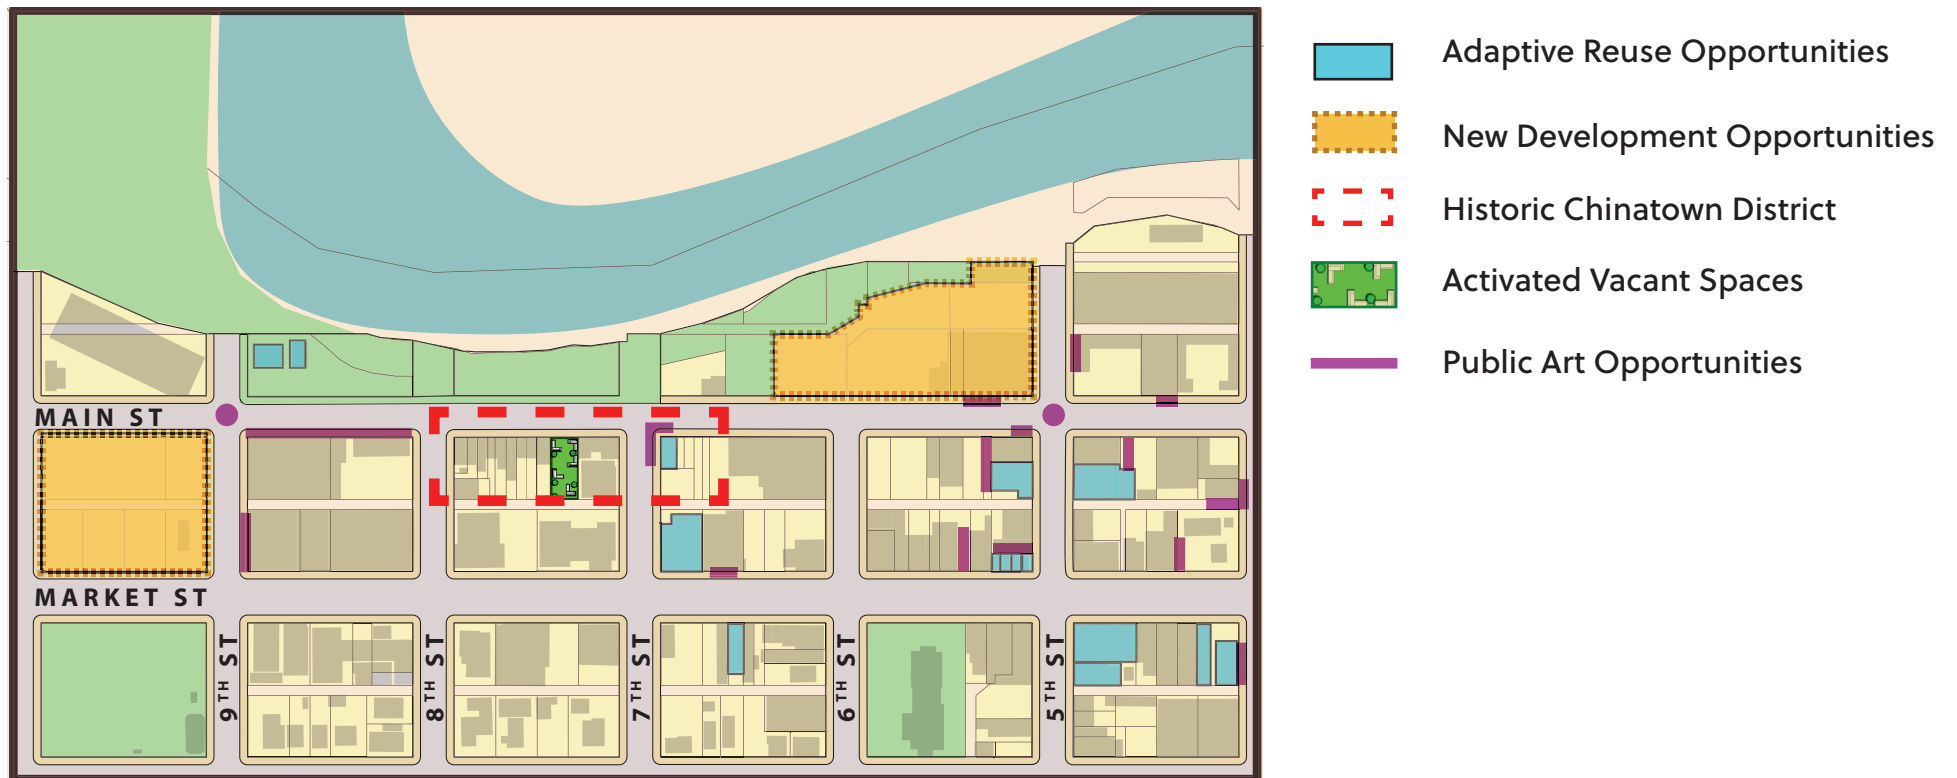 Adaptive Reuse Opportunities
New Development Opportunities
Historic Chinatown District
Activated Vacant Spaces
Public Art Opportunities
MAIN ST
MARKET ST
9TH ST
8TH ST
7TH ST
6TH ST
5TH ST